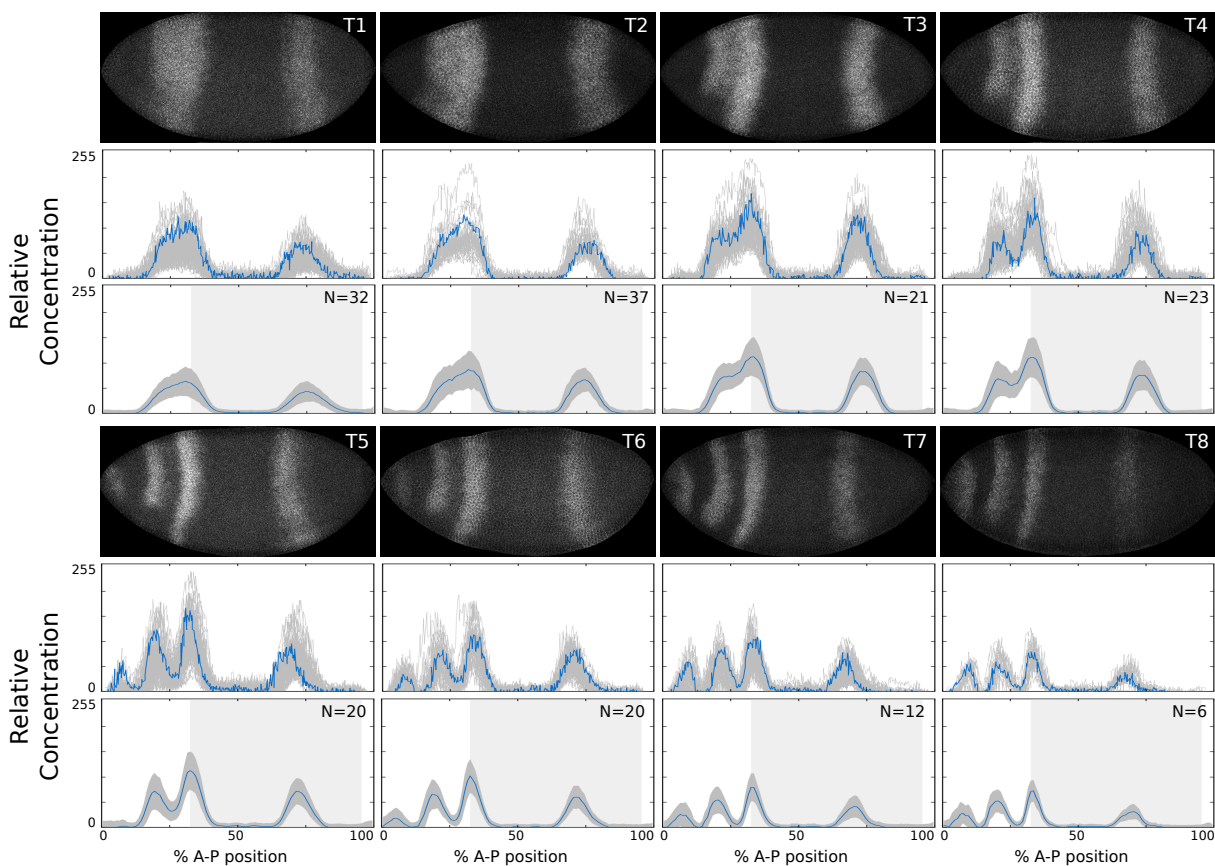 T1 T2 T3 T4
255
0
Relative
Concentration
255
0
N=32 N=37 N=21 N=23
T5 T6 T7 T8
255
0
Relative
Concentration
255
0
N=20 N=20 N=12 N=6
0 50 100 0 50 100 0 50 100 0 50 100
% A-P position % A-P position % A-P position % A-P position